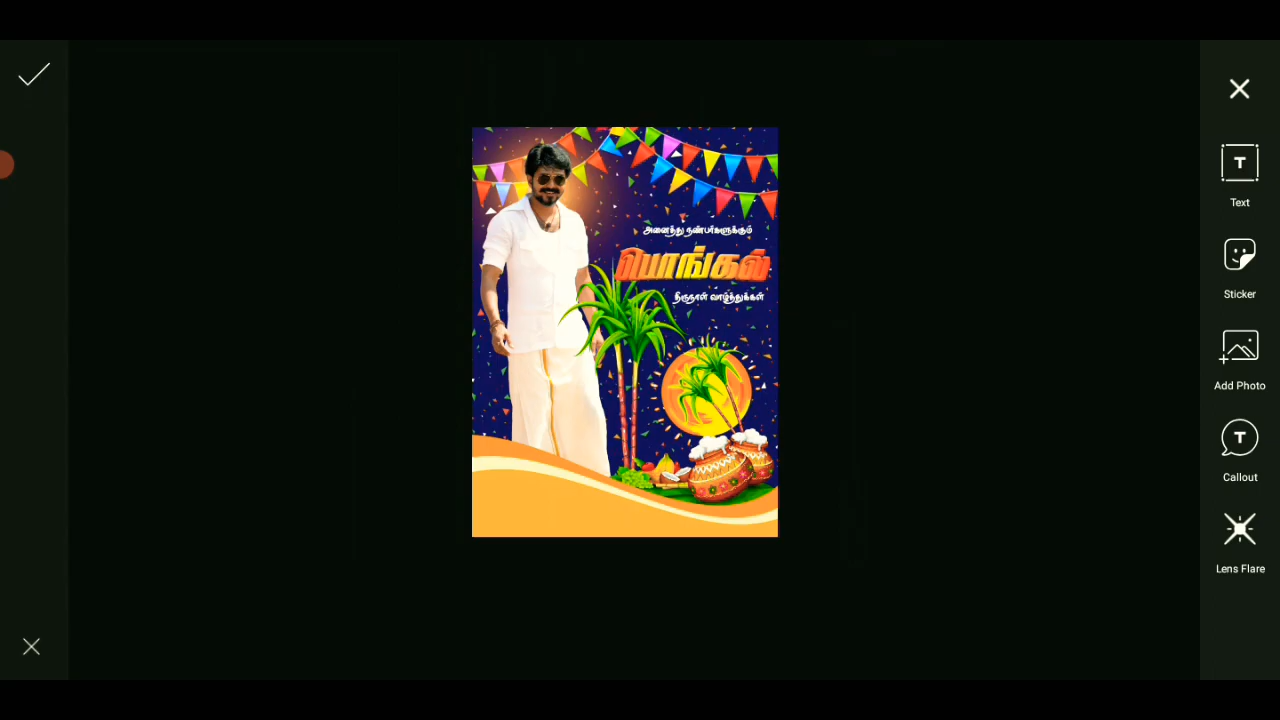 அனைத்து நண்பர்களுக்கும்
பொங்கல்
திருநாள் வாழ்த்துக்கள்
T
Text
Sticker
Add Photo
T
Callout
Lens Flare